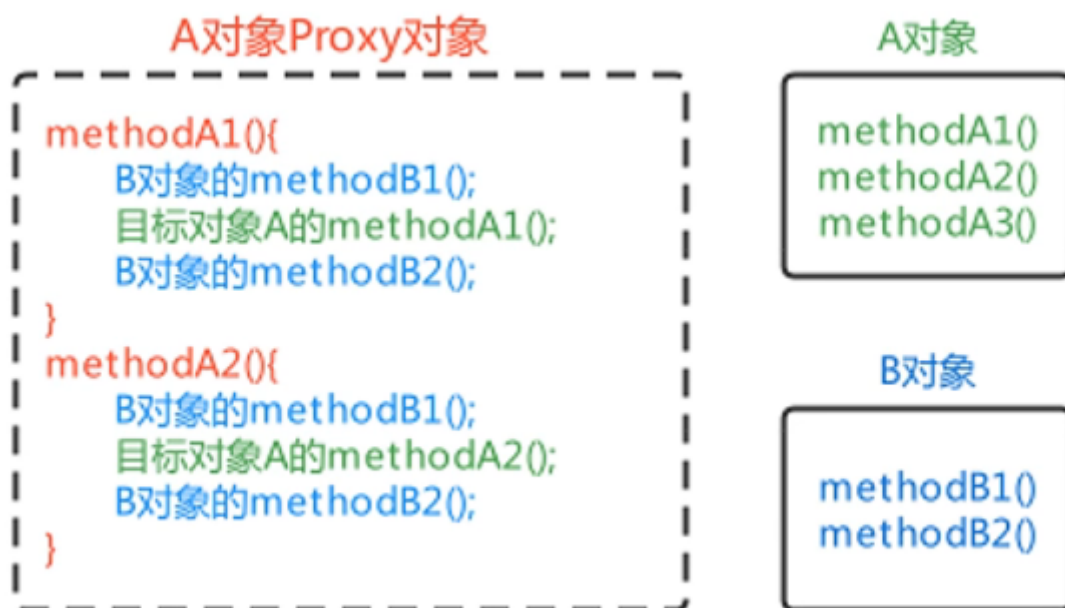 A对象Proxy对象
methodA1(){
B对象的methodB1();
目标对象A的methodA1();
B对象的methodB2();
}
methodA2(){
B对象的methodB1();
目标对象A的methodA2();
B对象的methodB2();
}
A对象
methodA1()
methodA2()
methodA3()
B对象
methodB1()
methodB2()